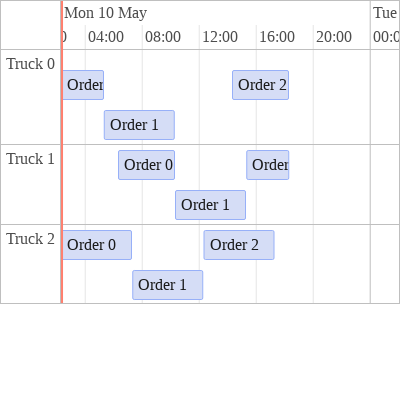 Mon 10 May Tue
0 04:00 08:00 12:00 16:00 20:00 00:0
Truck 0
Order Order 2
Order 1
Truck 1
Order 0 Order
Order 1
Truck 2
Order 0 Order 2
Order 1